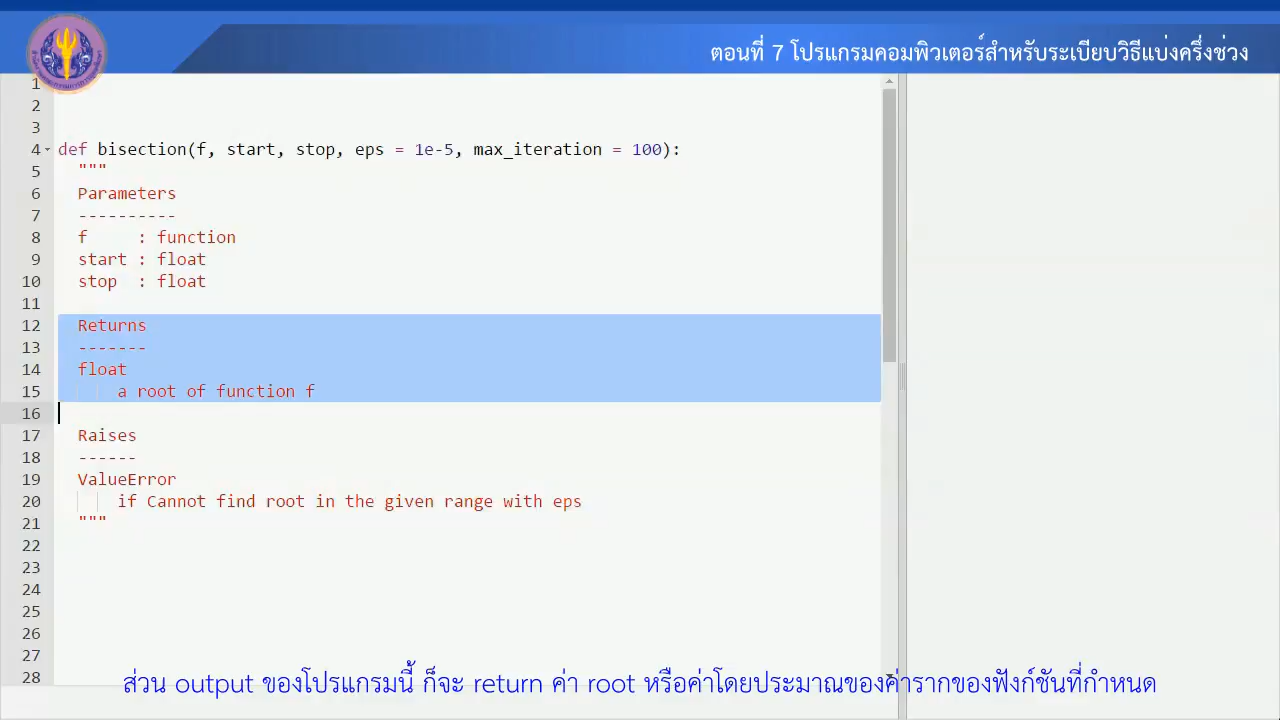 ตอนที่ 7 โปรแกรมคอมพิวเตอร์สำหรับระเบียบวิธีแบ่งครึ่งช่วง
1
2
3
4 def bisection(f, start, stop, eps = 1e-5, max_iteration = 100):
5 """
6 Parameters
7 ----------
8 f : function
9 start : float
10 stop : float
11
12 Returns
13 -------
14 float
15 a root of function f
16
17 Raises
18 ------
19 ValueError
20 if Cannot find root in the given range with eps
21 """
22
23
24
25
26
27
28
ส่วน output ของโปรแกรมนี้ ก็จะ return ค่า root หรือค่าโดยประมาณของค่ารากของฟังก์ชันที่กำหนด